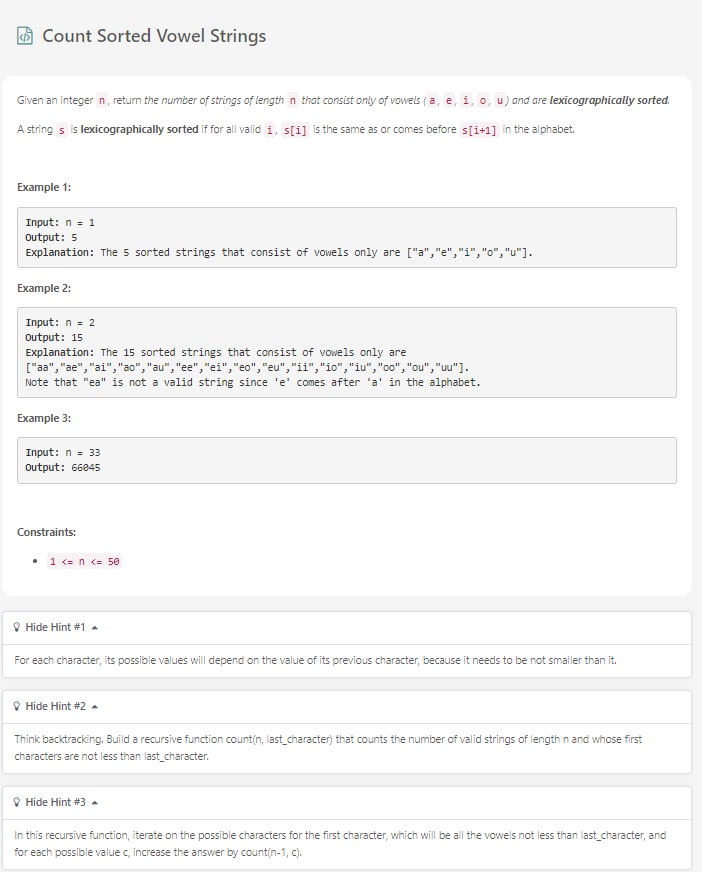 Count Sorted Vowel Strings
Given an integer n, return the number of strings of length n that consist only of vowels (a, e, i, o, u) and are lexicographically sorted.
A string s is lexicographically sorted if for all valid i, s[i] is the same as or comes before s[i+1] in the alphabet.
Example 1:
Input: n = 1
Output: 5
Explanation: The 5 sorted strings that consist of vowels only are ["a","e","i","o","u"].
Example 2:
Input: n = 2
Output: 15
Explanation: The 15 sorted strings that consist of vowels only are
["aa","ae","ai","ao","au","ee","ei","eo","eu","ii","io","iu","oo","ou","uu"].
Note that "ea" is not a valid string since 'e' comes after 'a' in the alphabet.
Example 3:
Input: n = 33
Output: 66045
Constraints:
• 1 <= n <= 50
Hide Hint #1
For each character, its possible values will depend on the value of its previous character, because it needs to be not smaller than it.
Hide Hint #2
Think backtracking. Build a recursive function count(n, last_character) that counts the number of valid strings of length n and whose first
characters are not less than last_character.
Hide Hint #3
In this recursive function, iterate on the possible characters for the first character, which will be all the vowels not less than last_character, and
for each possible value c, increase the answer by count(n-1, c).